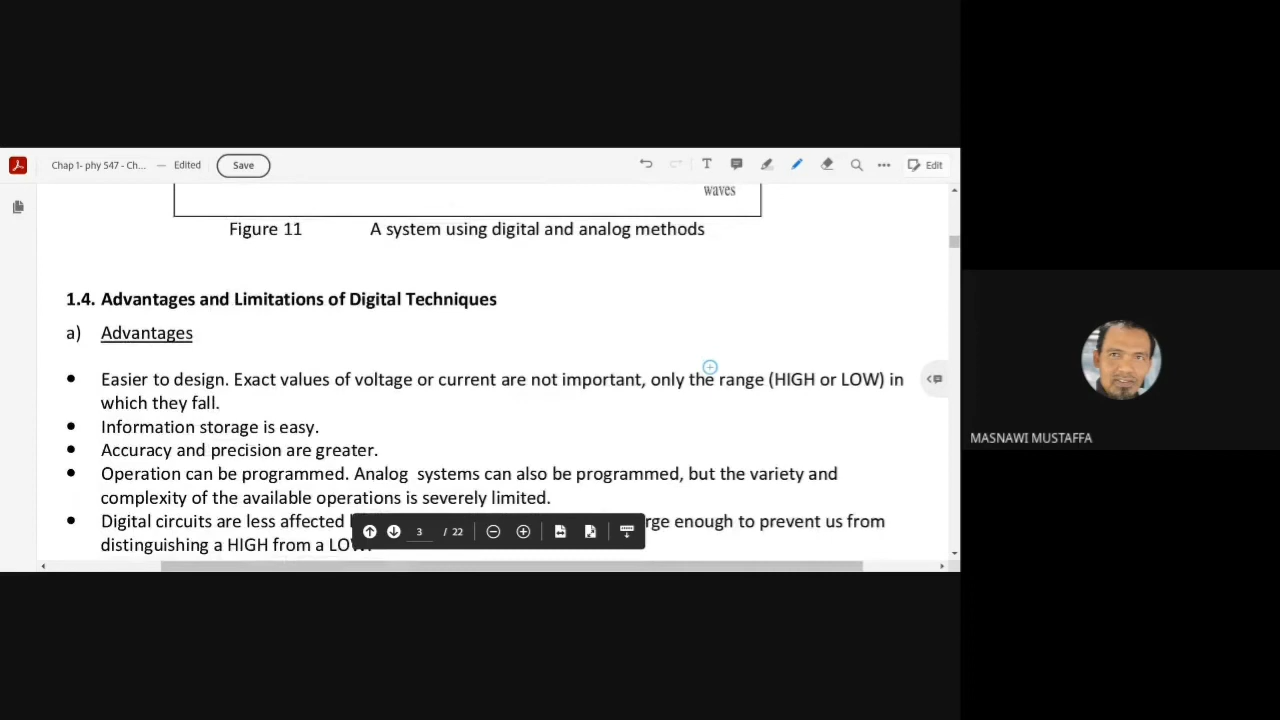 Chap 1- phy 547 - Ch... — Edited Save Edit
waves
Figure 11 A system using digital and analog methods
1.4. Advantages and Limitations of Digital Techniques
a) Advantages
• Easier to design. Exact values of voltage or current are not important, only the range (HIGH or LOW) in
which they fall.
• Information storage is easy.
• Accuracy and precision are greater.
• Operation can be programmed. Analog systems can also be programmed, but the variety and
complexity of the available operations is severely limited.
• Digital circuits are less affected enough to prevent us from
distinguishing a HIGH from a LOW.
3 / 22
MASNAWI MUSTAFFA